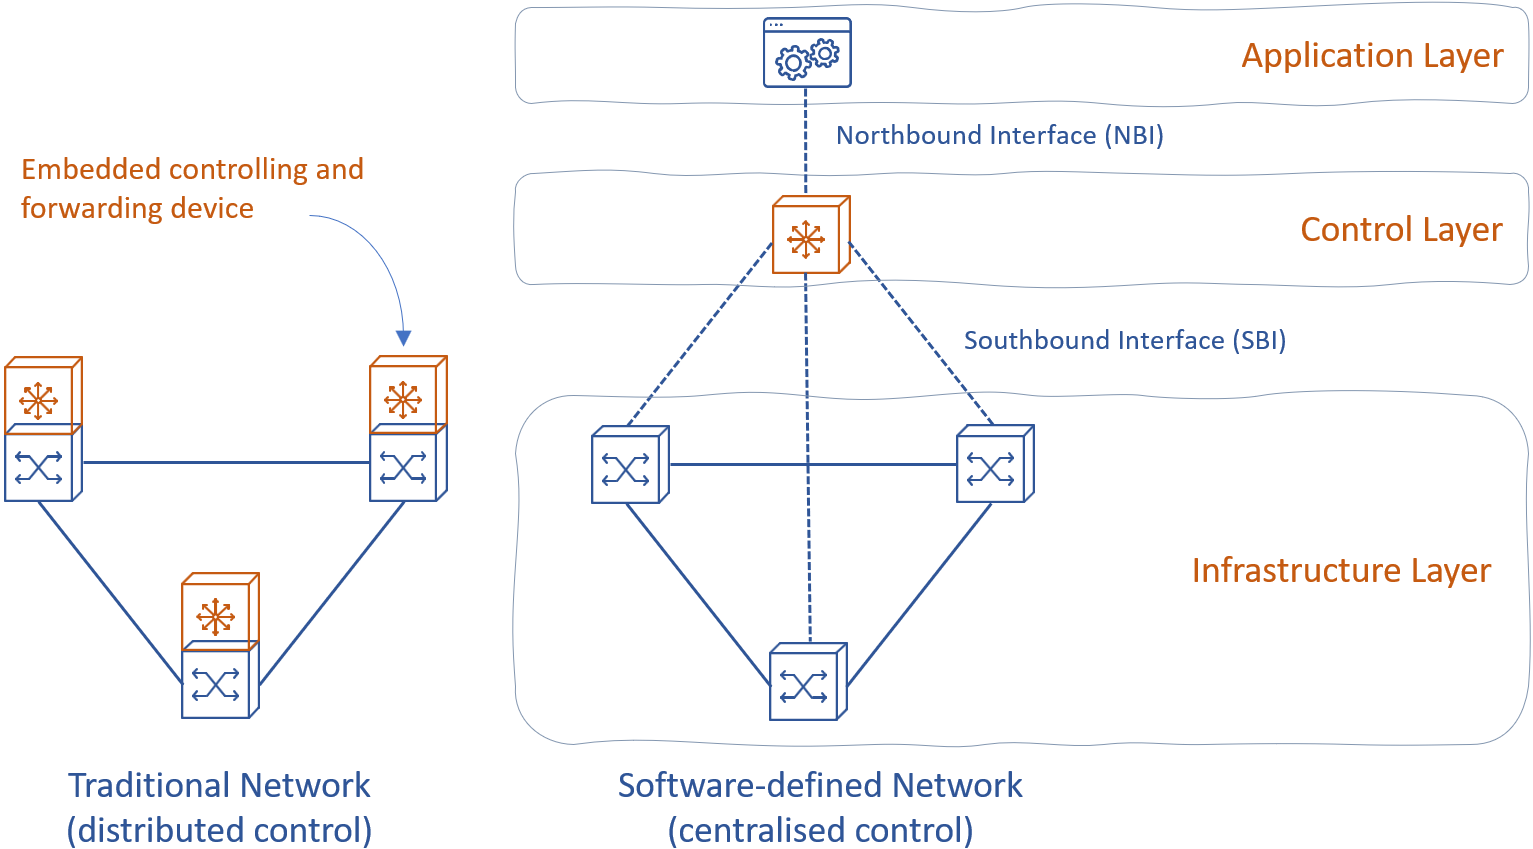 Application Layer
Northbound Interface (NBI)
Embedded controlling and
forwarding device
Control Layer
Southbound Interface (SBI)
Infrastructure Layer
Traditional Network
(distributed control)
Software-defined Network
(centralised control)